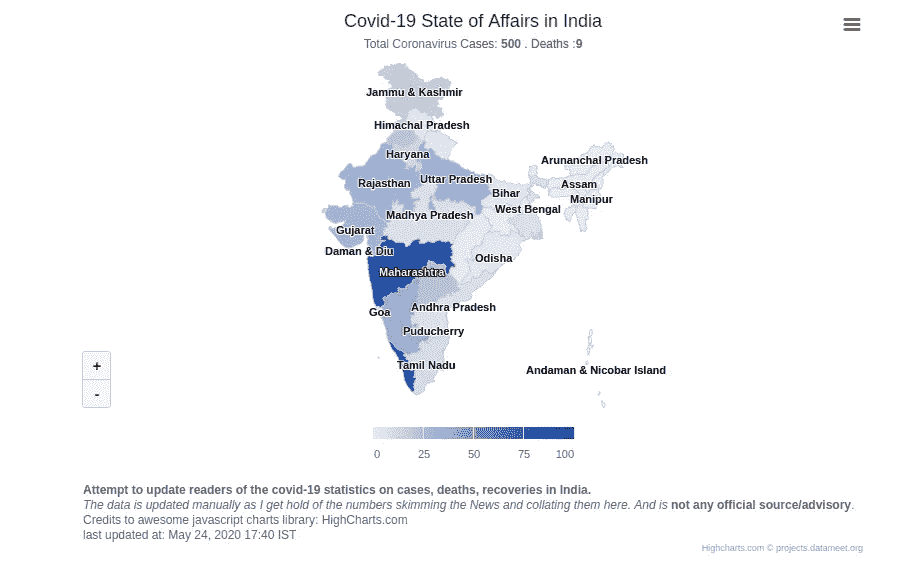 Covid-19 State of Affairs in India
Total Coronavirus Cases: 500 . Deaths :9
Jammu & Kashmir
Himachal Pradesh
Haryana
Arunanchal Pradesh
Rajasthan
Uttar Pradesh
Assam
Bihar
Manipur
West Bengal
Madhya Pradesh
Gujarat
Daman & Diu
Odisha
Maharashtra
Andhra Pradesh
Goa
Puducherry
Tamil Nadu
Andaman & Nicobar Island
+
-
0 25 50 75 100
Attempt to update readers of the covid-19 statistics on cases, deaths, recoveries in India.
The data is updated manually as I get hold of the numbers skimming the News and collating them here. And is not any official source/advisory.
Credits to awesome javascript charts library: HighCharts.com
last updated at: May 24, 2020 17:40 IST
Highcharts.com © projects.datameet.org